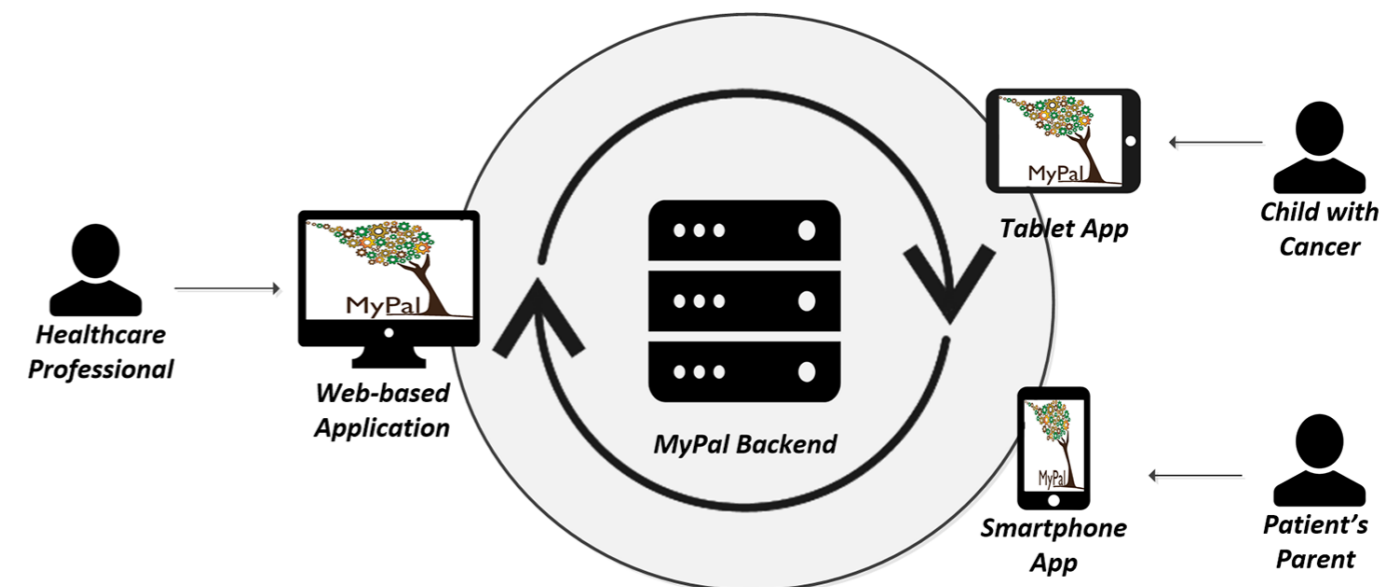 MyPal
Tablet App
Child with
Cancer
MyPal
Healthcare
Professional
Web-based
Application
MyPal Backend
MyPal
Smartphone
App
Patient's
Parent